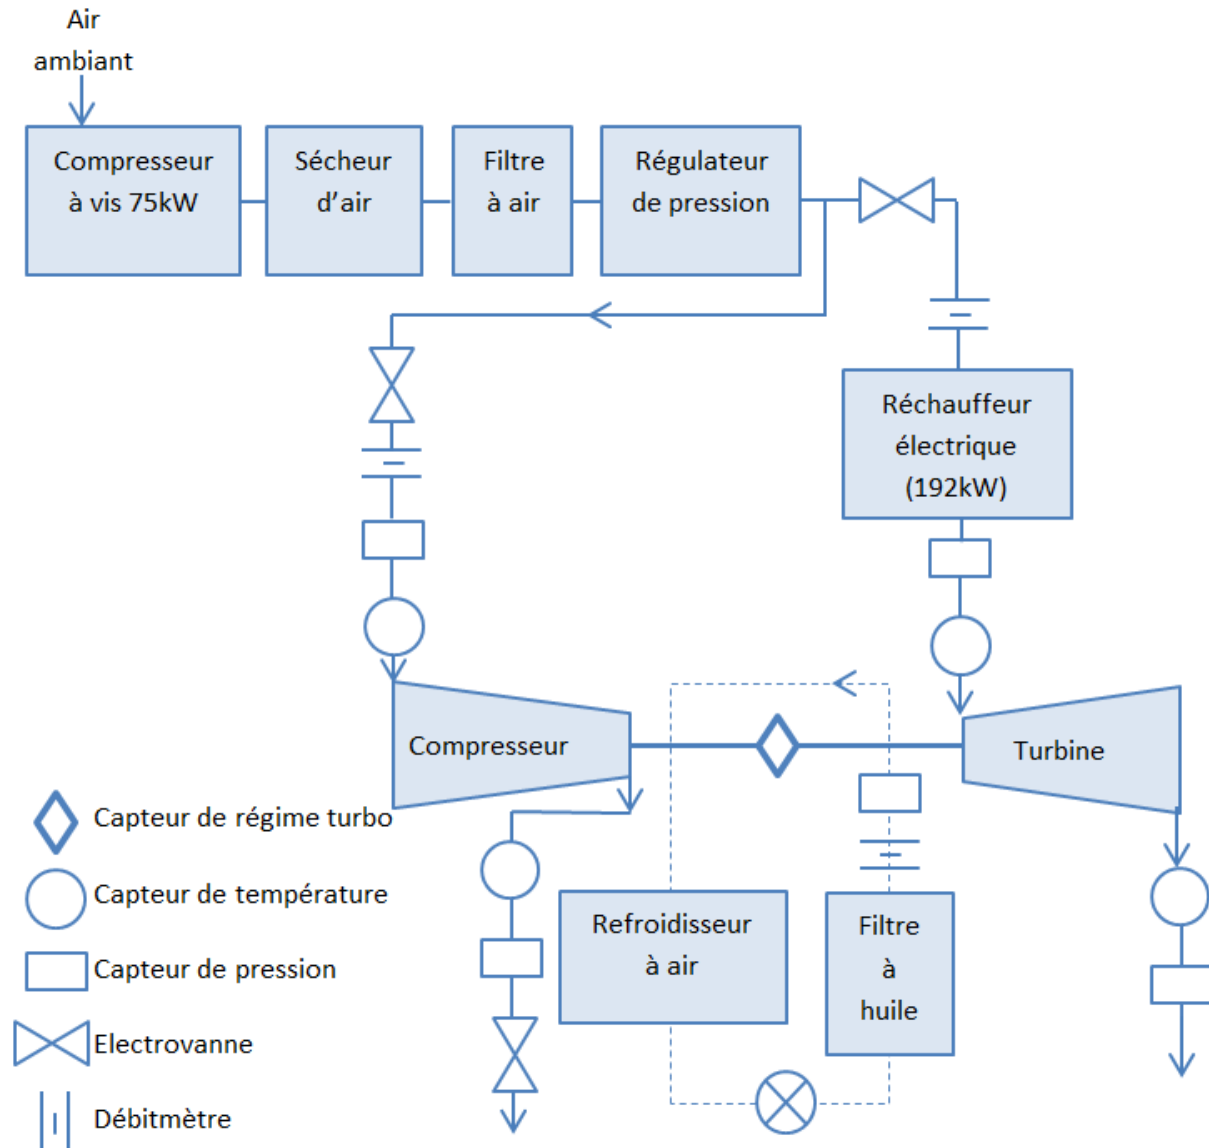 Air
ambiant
Compresseur
à vis 75kW
Sécheur
d'air
Filtre
à air
Régulateur
de pression
Réchauffeur
électrique
(192kW)
Compresseur
Turbine
Capteur de régime turbo
Capteur de température
Refroidisseur
à air
Filtre
à
huile
Capteur de pression
Electrovanne
Débitmètre